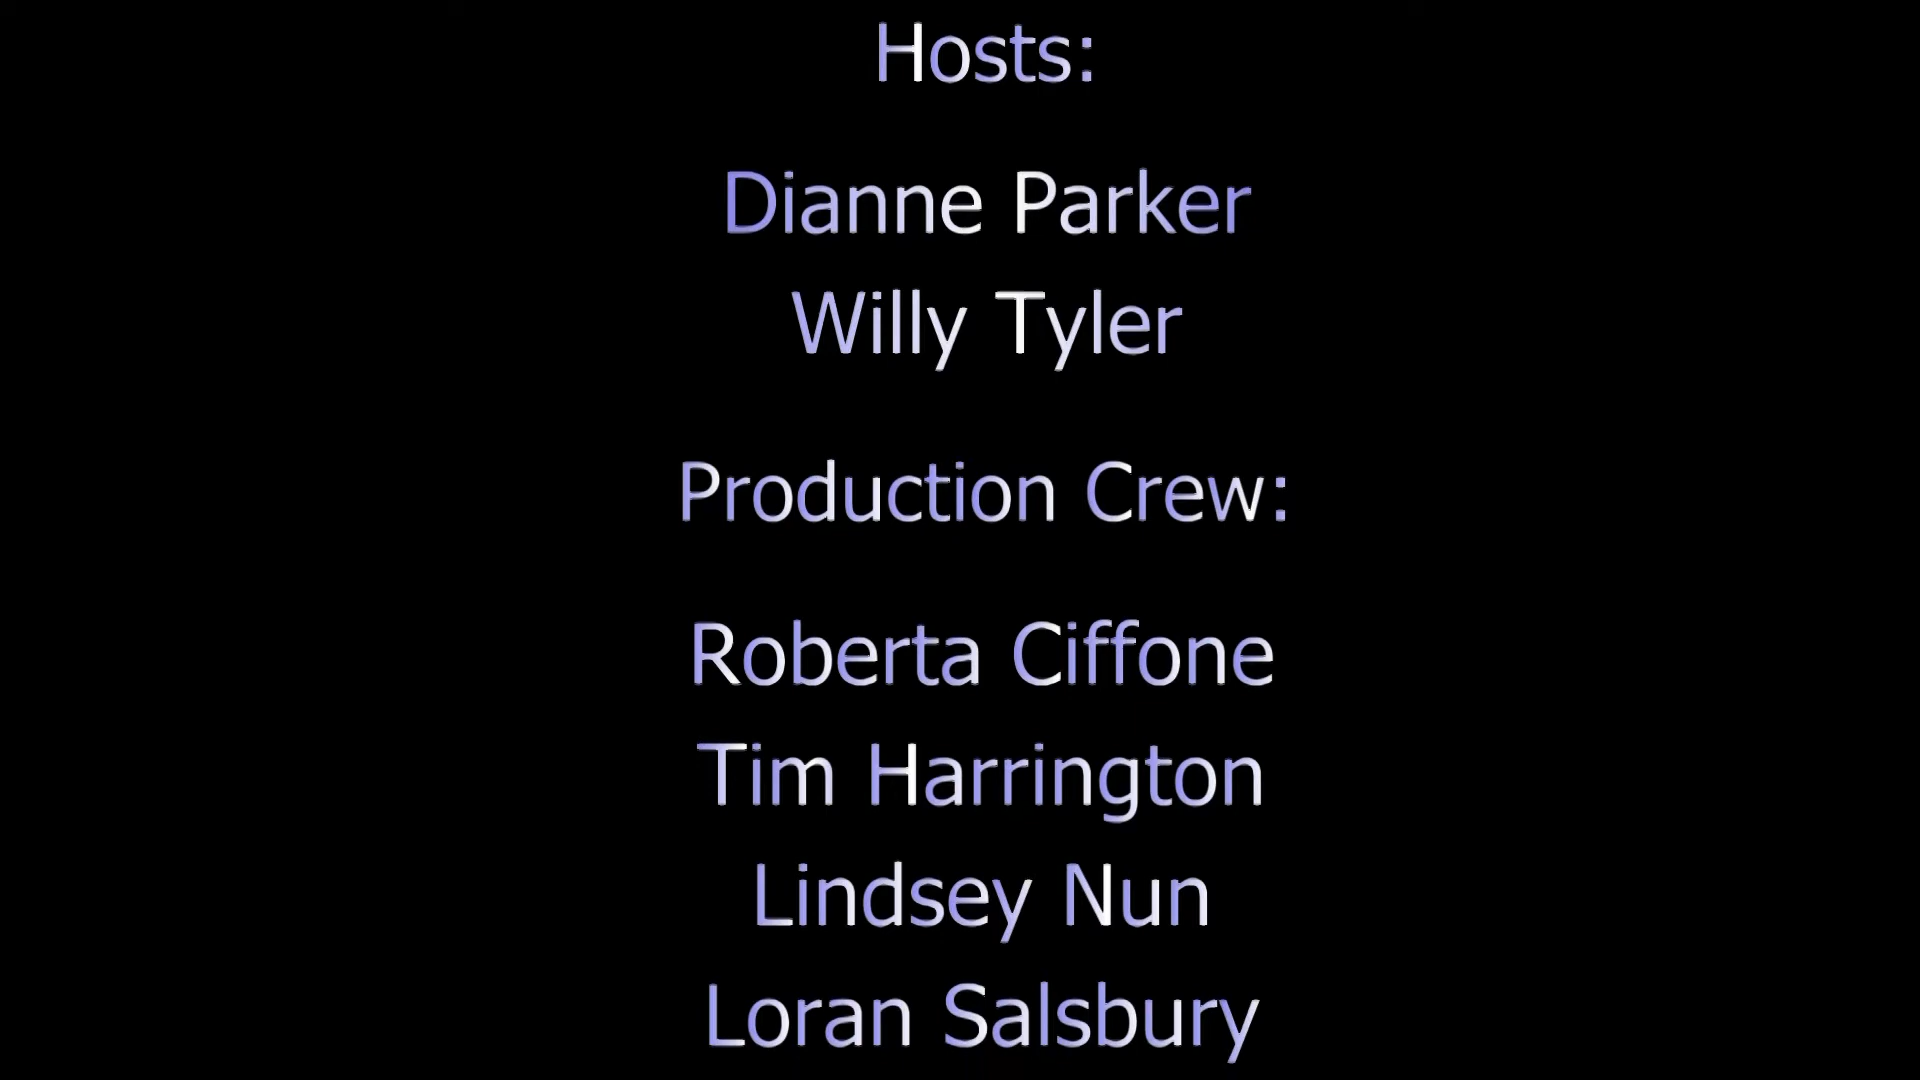 Hosts:
Dianne Parker
Willy Tyler
Production Crew:
Roberta Ciffone
Tim Harrington
Lindsey Nun
Loran Salsbury